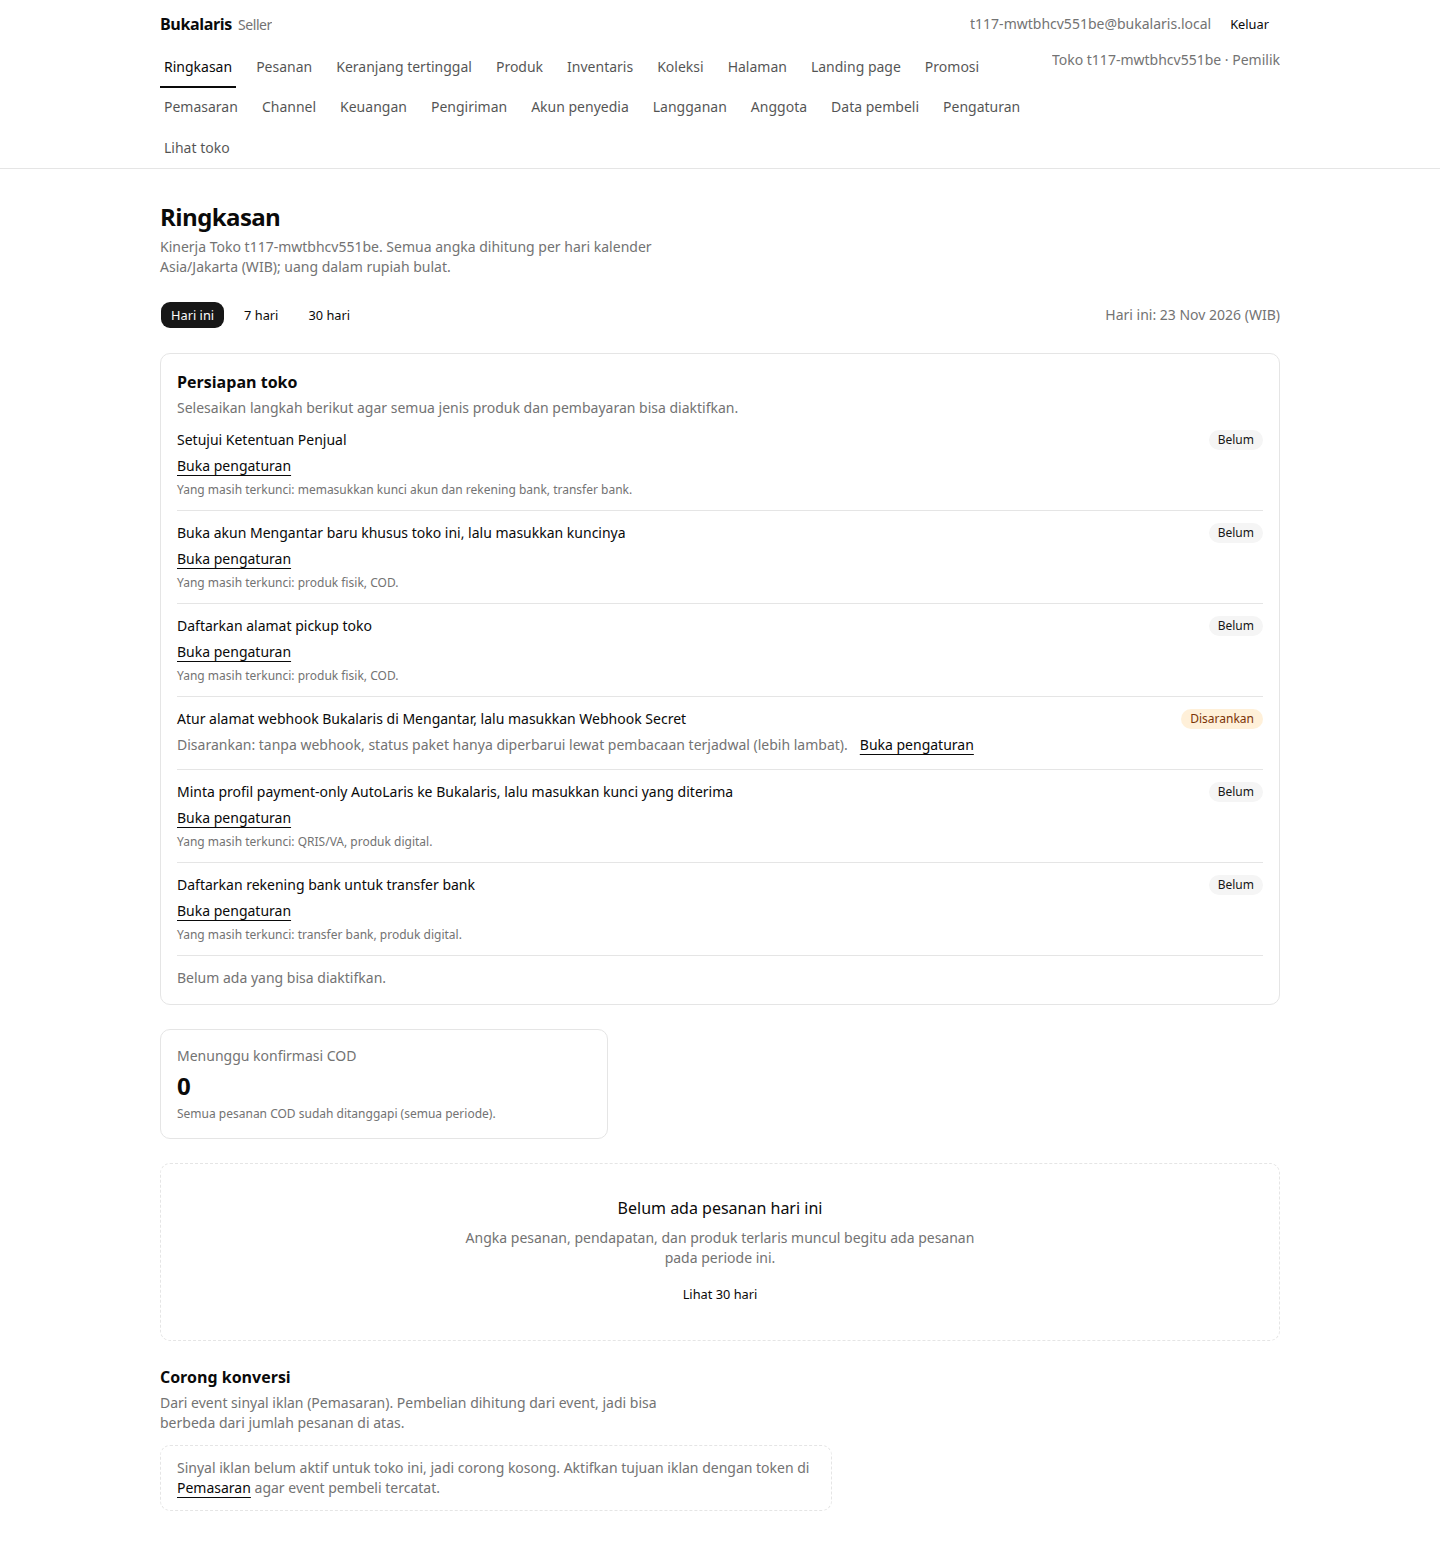 Bukalaris Seller
t117-mwtbhcv551be@bukalaris.local Keluar
Ringkasan Pesanan Keranjang tertinggal Produk Inventaris Koleksi Halaman Landing page Promosi
Toko t117-mwtbhcv551be · Pemilik
Pemasaran Channel Keuangan Pengiriman Akun penyedia Langganan Anggota Data pembeli Pengaturan
Lihat toko
Ringkasan
Kinerja Toko t117-mwtbhcv551be. Semua angka dihitung per hari kalender
Asia/Jakarta (WIB); uang dalam rupiah bulat.
Hari ini 7 hari 30 hari
Hari ini: 23 Nov 2026 (WIB)
Persiapan toko
Selesaikan langkah berikut agar semua jenis produk dan pembayaran bisa diaktifkan.
Setujui Ketentuan Penjual Belum
Buka pengaturan
Yang masih terkunci: memasukkan kunci akun dan rekening bank, transfer bank.
Buka akun Mengantar baru khusus toko ini, lalu masukkan kuncinya Belum
Buka pengaturan
Yang masih terkunci: produk fisik, COD.
Daftarkan alamat pickup toko Belum
Buka pengaturan
Yang masih terkunci: produk fisik, COD.
Atur alamat webhook Bukalaris di Mengantar, lalu masukkan Webhook Secret Disarankan
Disarankan: tanpa webhook, status paket hanya diperbarui lewat pembacaan terjadwal (lebih lambat). Buka pengaturan
Minta profil payment-only AutoLaris ke Bukalaris, lalu masukkan kunci yang diterima Belum
Buka pengaturan
Yang masih terkunci: QRIS/VA, produk digital.
Daftarkan rekening bank untuk transfer bank Belum
Buka pengaturan
Yang masih terkunci: transfer bank, produk digital.
Belum ada yang bisa diaktifkan.
Menunggu konfirmasi COD
0
Semua pesanan COD sudah ditanggapi (semua periode).
Belum ada pesanan hari ini
Angka pesanan, pendapatan, dan produk terlaris muncul begitu ada pesanan
pada periode ini.
Lihat 30 hari
Corong konversi
Dari event sinyal iklan (Pemasaran). Pembelian dihitung dari event, jadi bisa
berbeda dari jumlah pesanan di atas.
Sinyal iklan belum aktif untuk toko ini, jadi corong kosong. Aktifkan tujuan iklan dengan token di
Pemasaran agar event pembeli tercatat.